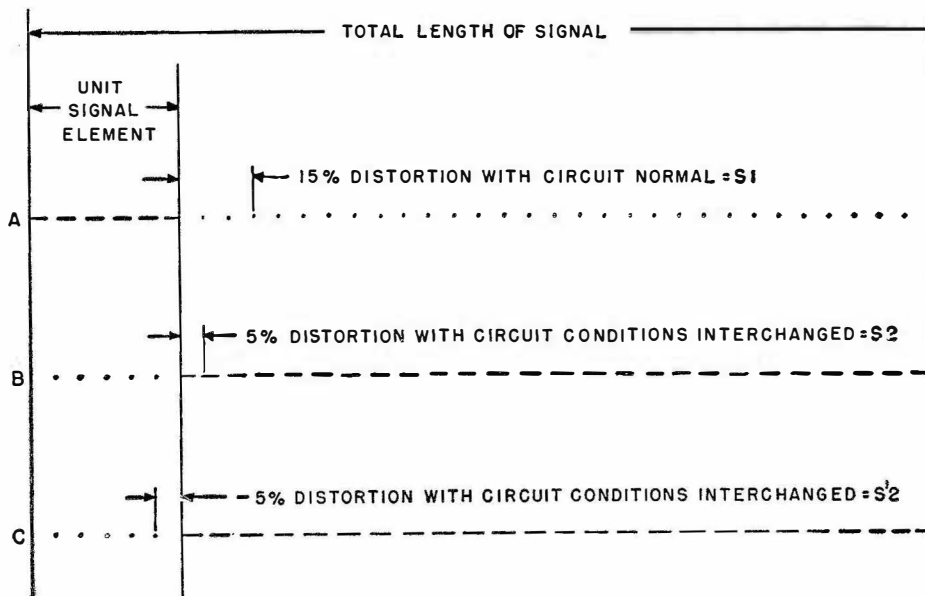 TOTAL LENGTH OF SIGNAL
UNIT
SIGNAL
ELEMENT
15% DISTORTION WITH CIRCUIT NORMAL = S1
A
5% DISTORTION WITH CIRCUIT CONDITIONS INTERCHANGED = S2
B
-5% DISTORTION WITH CIRCUIT CONDITIONS INTERCHANGED = S'2
C